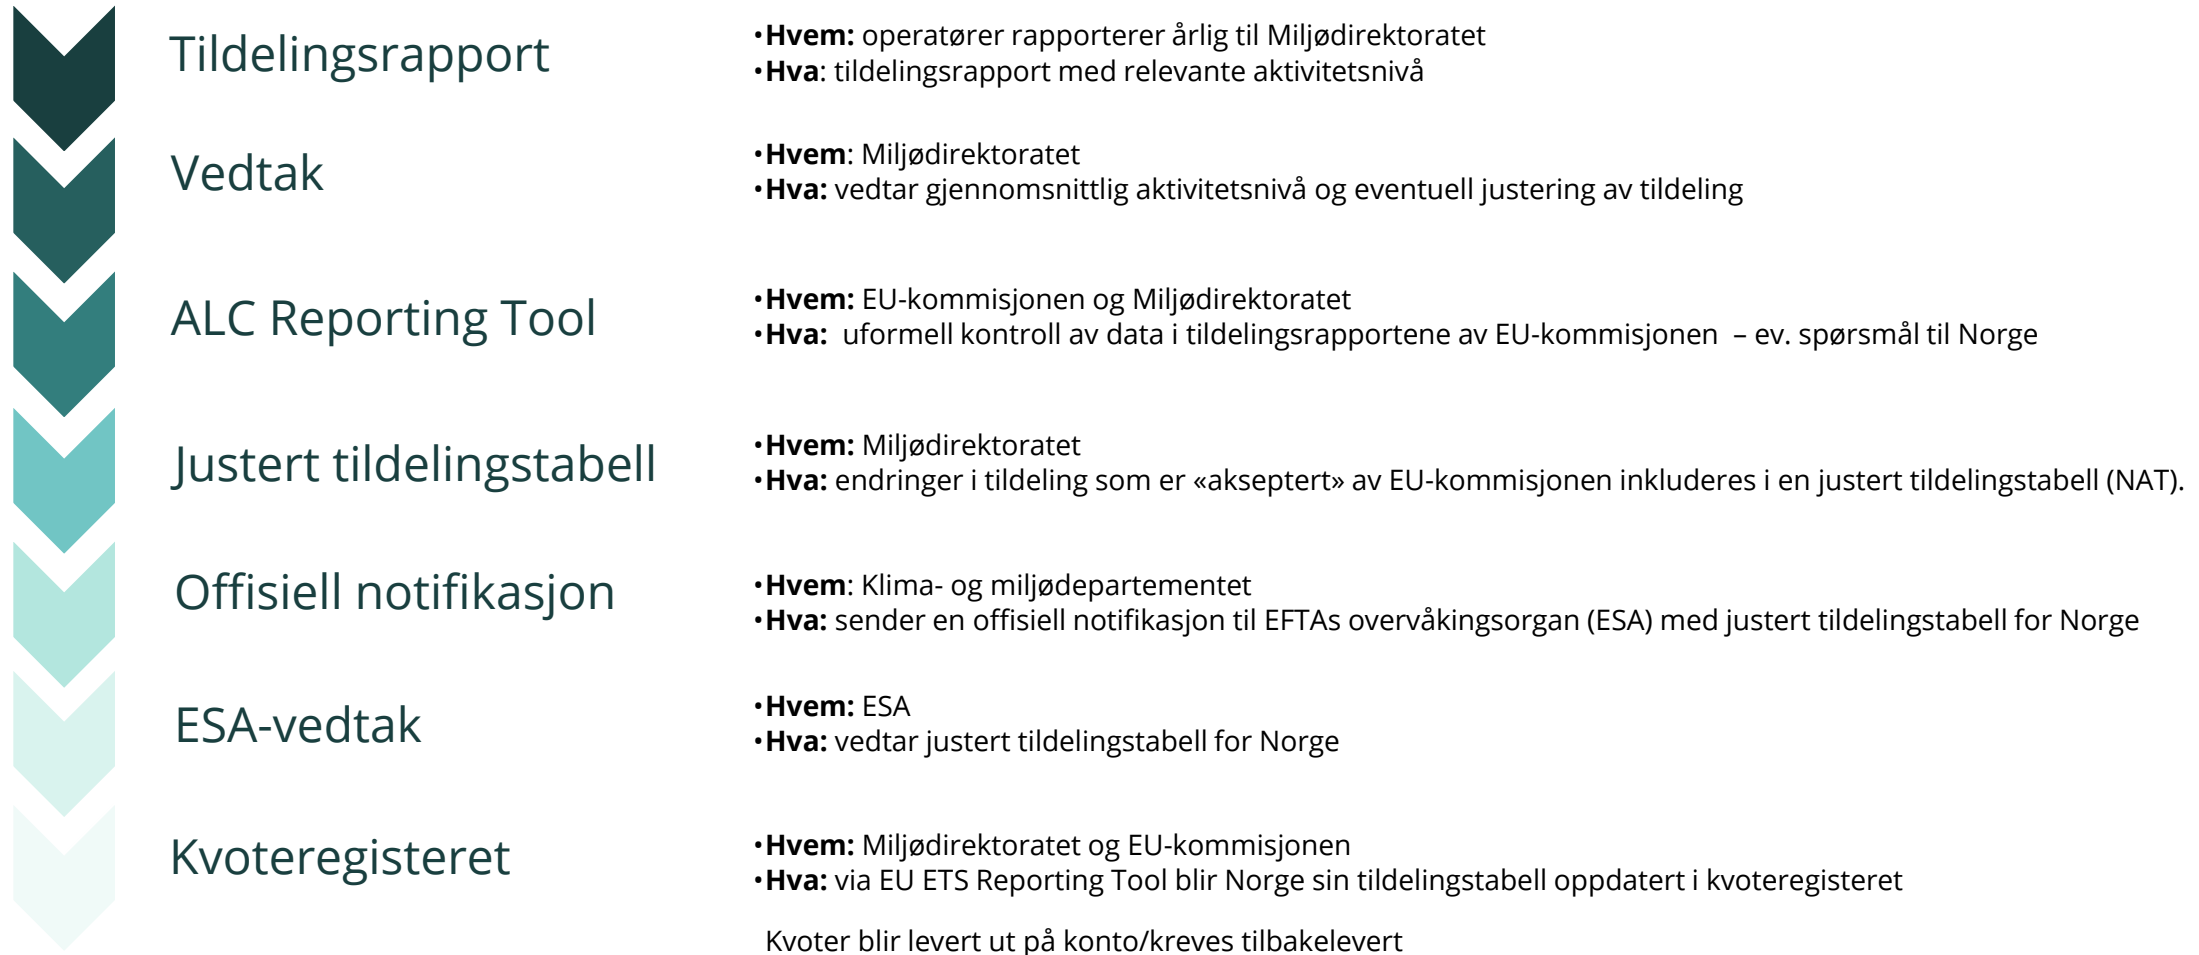 Tildelingsrapport
•Hvem: operatører rapporterer årlig til Miljødirektoratet
•Hva: tildelingsrapport med relevante aktivitetsnivå
Vedtak
•Hvem: Miljødirektoratet
•Hva: vedtar gjennomsnittlig aktivitetsnivå og eventuell justering av tildeling
ALC Reporting Tool
•Hvem: EU-kommisjonen og Miljødirektoratet
•Hva: uformell kontroll av data i tildelingsrapportene av EU-kommisjonen – ev. spørsmål til Norge
Justert tildelingstabell
•Hvem: Miljødirektoratet
•Hva: endringer i tildeling som er «akseptert» av EU-kommisjonen inkluderes i en justert tildelingstabell (NAT).
Offisiell notifikasjon
•Hvem: Klima- og miljødepartementet
•Hva: sender en offisiell notifikasjon til EFTAs overvåkingsorgan (ESA) med justert tildelingstabell for Norge
ESA-vedtak
•Hvem: ESA
•Hva: vedtar justert tildelingstabell for Norge
Kvoteregisteret
•Hvem: Miljødirektoratet og EU-kommisjonen
•Hva: via EU ETS Reporting Tool blir Norge sin tildelingstabell oppdatert i kvoteregisteret
Kvoter blir levert ut på konto/kreves tilbakelevert